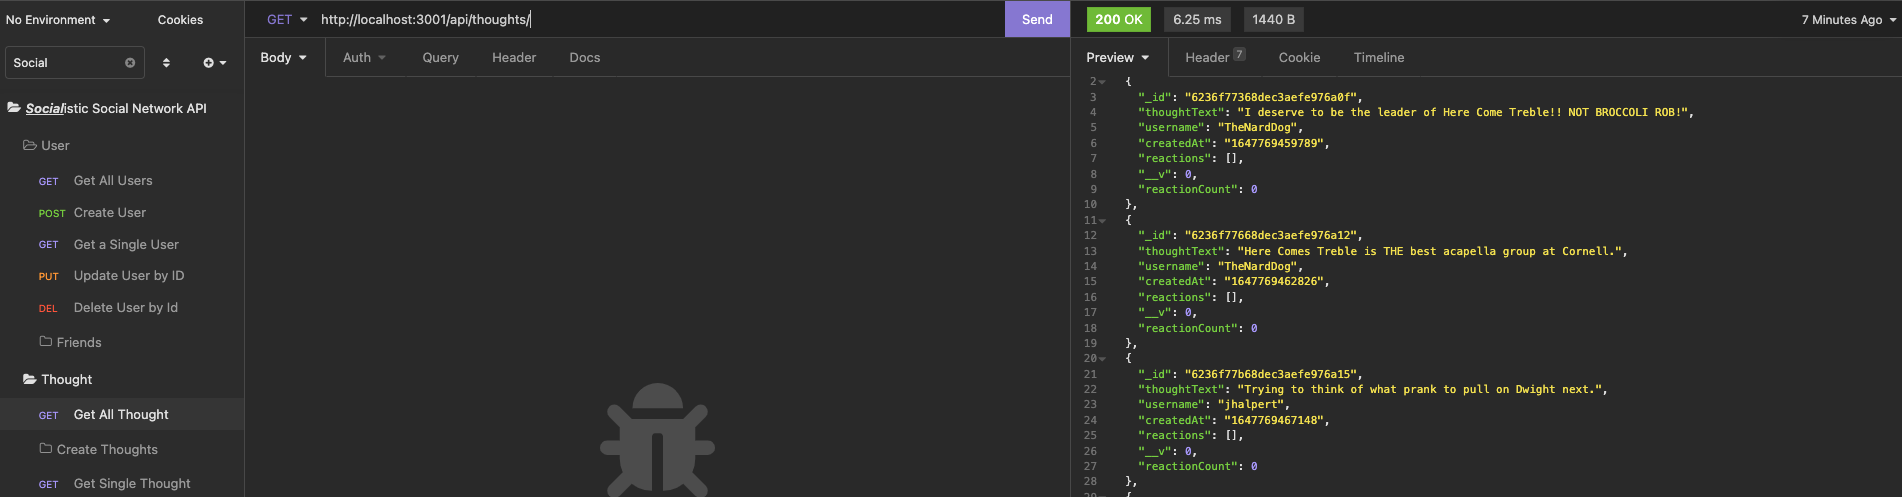 No Environment
Cookies
GET http://localhost:3001/api/thoughts/
Send
200 OK
6.25 ms
1440 B
7 Minutes Ago
Social
Body
Auth
Query
Header
Docs
Preview
Header 7
Cookie
Timeline
Socialistic Social Network API
User
GET Get All Users
POST Create User
GET Get a Single User
PUT Update User by ID
DEL Delete User by Id
Friends
Thought
GET Get All Thought
Create Thoughts
GET Get Single Thought
2 {
3 "_id": "6236f77368dec3aefe976a0f",
4 "thoughtText": "I deserve to be the leader of Here Come Treble!! NOT BROCCOLI ROB!",
5 "username": "TheNardDog",
6 "createdAt": "1647769459789",
7 "reactions": [],
8 "__v": 0,
9 "reactionCount": 0
10 },
11 {
12 "_id": "6236f77668dec3aefe976a12",
13 "thoughtText": "Here Comes Treble is THE best acapella group at Cornell.",
14 "username": "TheNardDog",
15 "createdAt": "1647769462826",
16 "reactions": [],
17 "__v": 0,
18 "reactionCount": 0
19 },
20 {
21 "_id": "6236f77b68dec3aefe976a15",
22 "thoughtText": "Trying to think of what prank to pull on Dwight next.",
23 "username": "jhalpert",
24 "createdAt": "1647769467148",
25 "reactions": [],
26 "__v": 0,
27 "reactionCount": 0
28 },
29 {